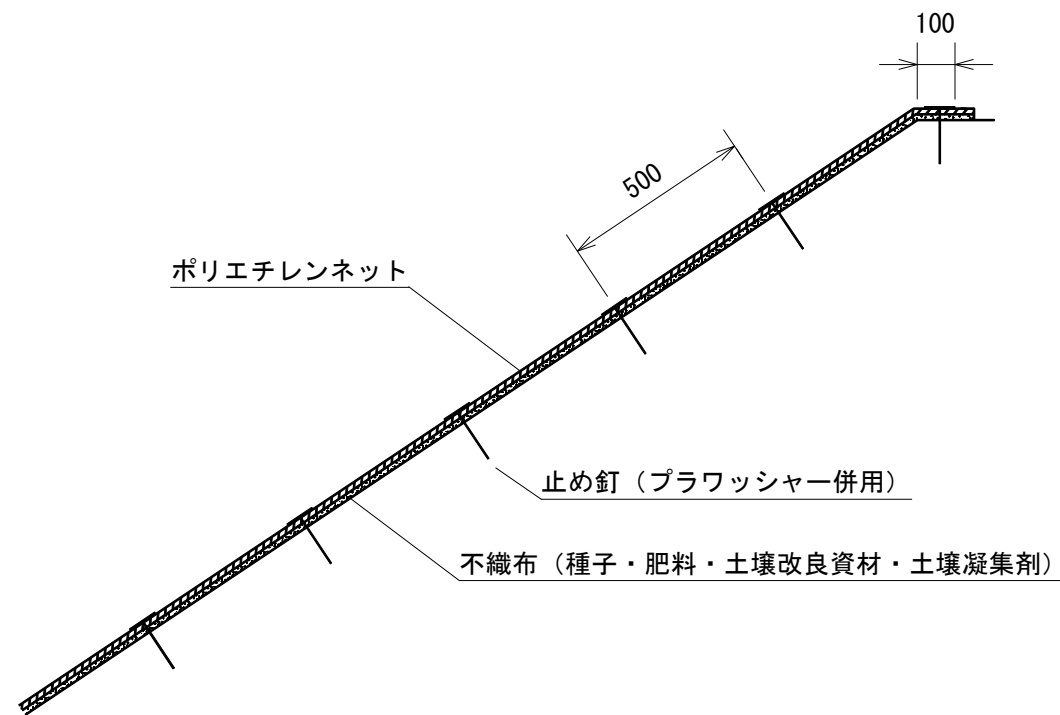 100
500
ポリエチレンネット
止め釘（プラワッシャー併用）
不織布（種子・肥料・土壌改良資材・土壌凝集剤）